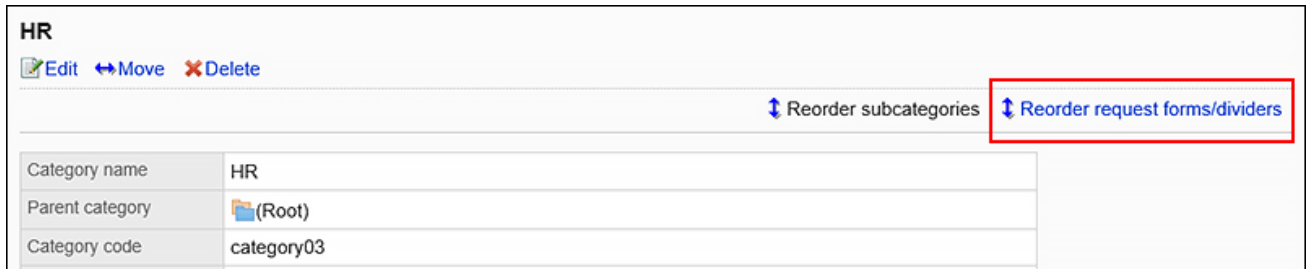 HR
Edit Move Delete
Reorder subcategories Reorder request forms/dividers
Category name HR
Parent category (Root)
Category code category03